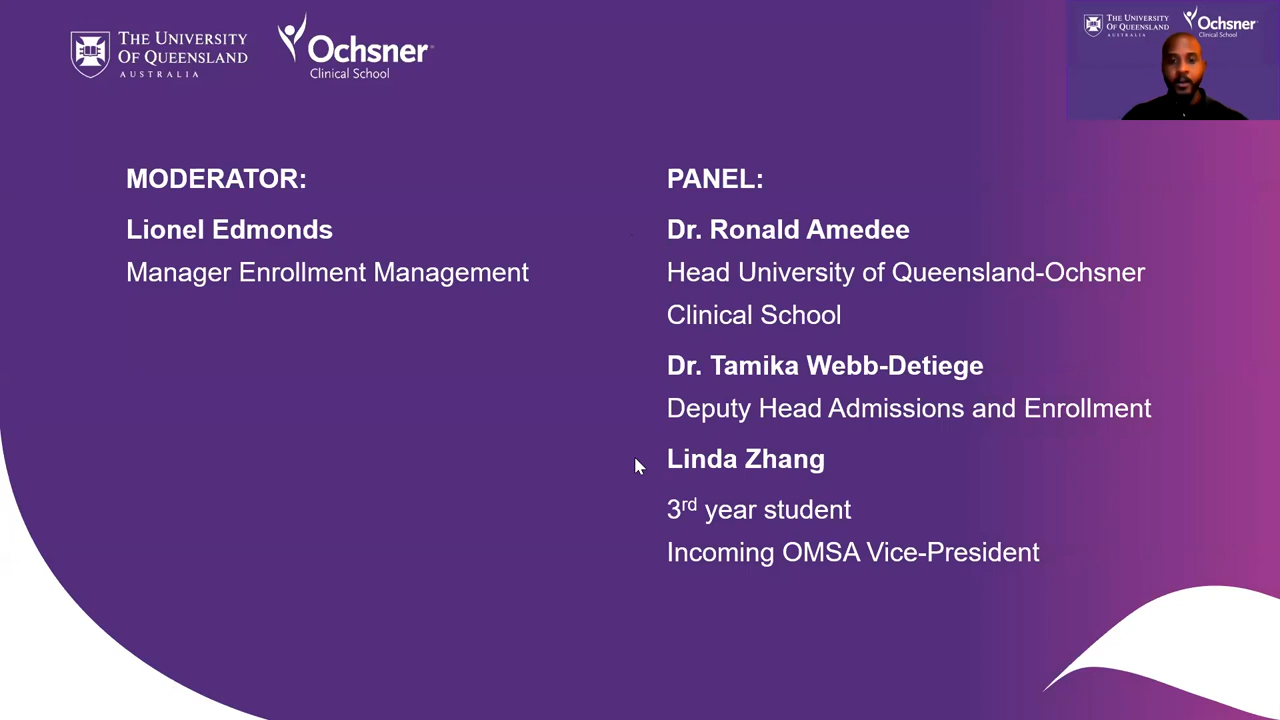 THE UNIVERSITY
OF QUEENSLAND
AUSTRALIA
Ochsner
Clinical School
THE UNIVERSITY
OF QUEENSLAND
AUSTRALIA
Ochsner
Clinical School
MODERATOR:
Lionel Edmonds
Manager Enrollment Management
PANEL:
Dr. Ronald Amedee
Head University of Queensland-Ochsner
Clinical School
Dr. Tamika Webb-Detiege
Deputy Head Admissions and Enrollment
Linda Zhang
3rd year student
Incoming OMSA Vice-President